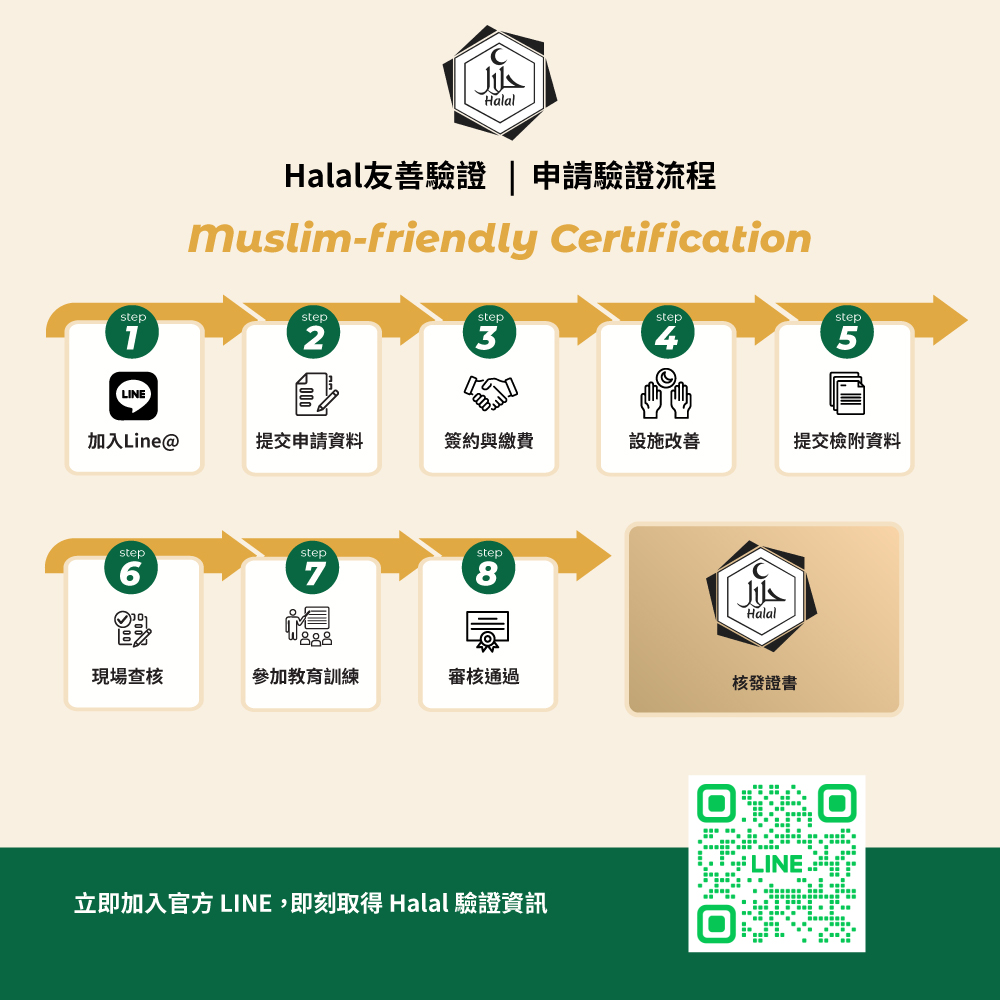 حلال
Halal
Halal友善驗證 | 申請驗證流程
Muslim-friendly Certification
step
1
LINE
加入Line@
step
2
提交申請資料
step
3
簽約與繳費
step
4
設施改善
step
5
提交檢附資料
step
6
現場查核
step
7
參加教育訓練
step
8
審核通過
حلال
Halal
核發證書
LINE
立即加入官方 LINE，即刻取得 Halal 驗證資訊